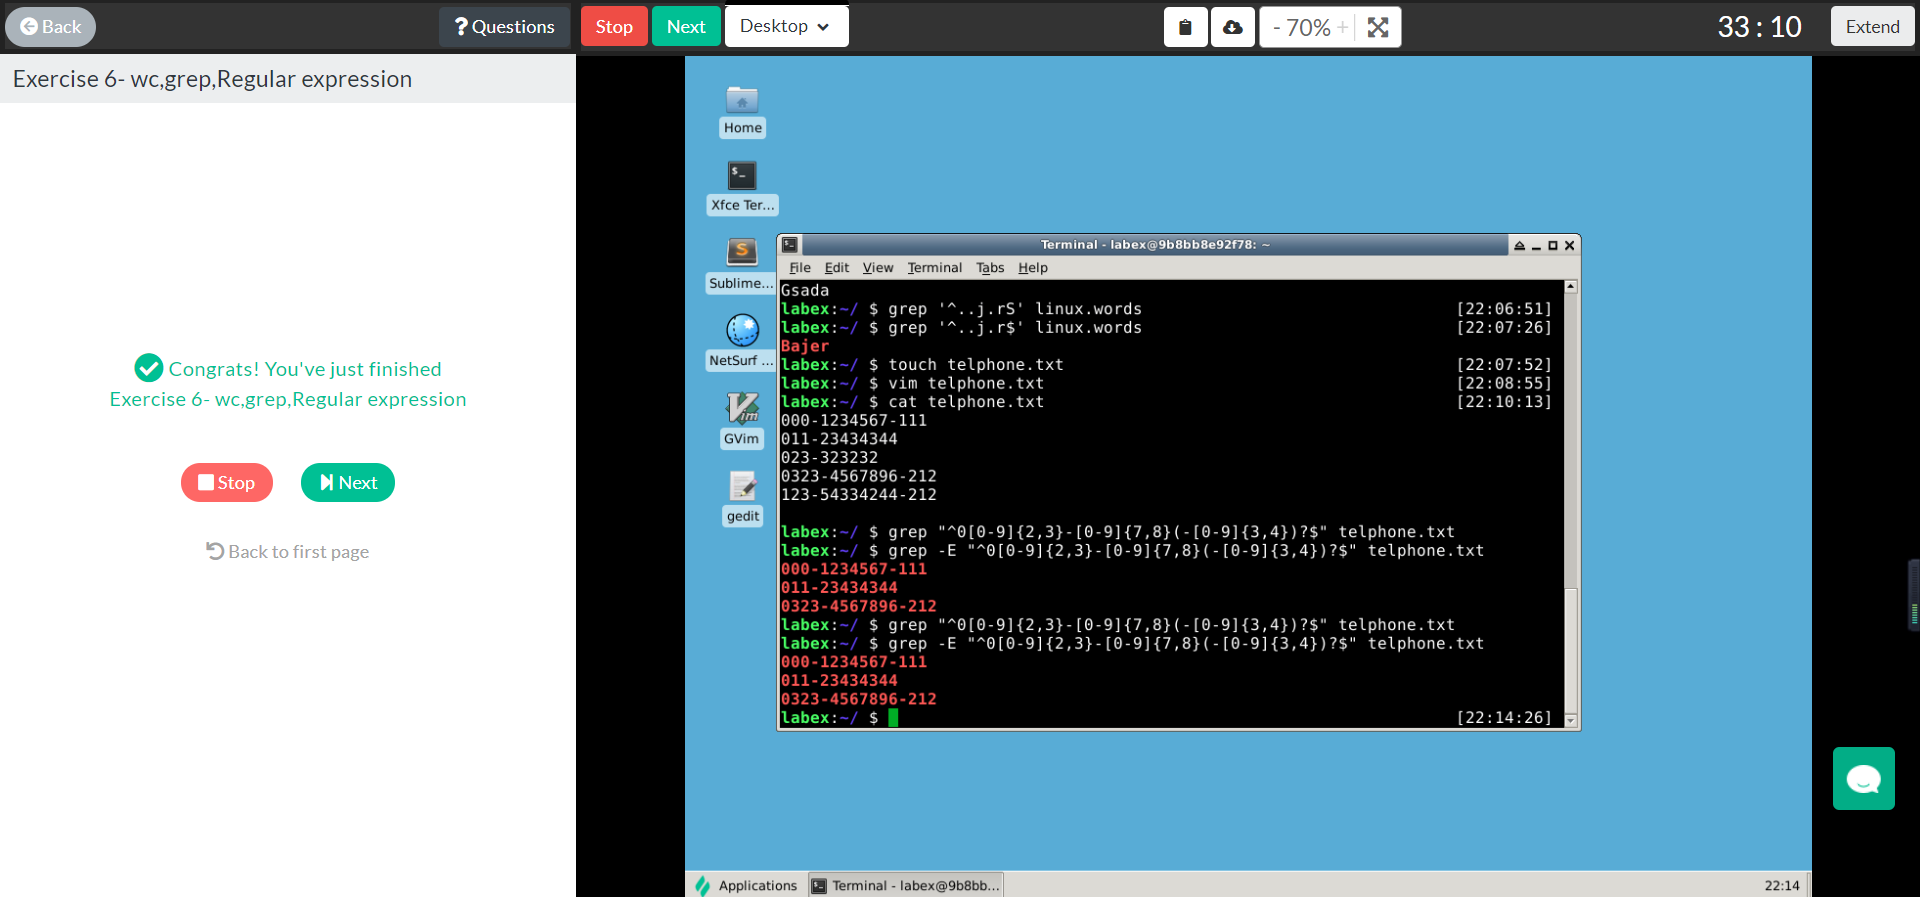 Back
? Questions
Stop
Next
Desktop
- 70% +
33 : 10
Extend
Exercise 6- wc,grep,Regular expression
Congrats! You've just finished
Exercise 6- wc,grep,Regular expression
Stop
Next
Back to first page
Home
Xfce Ter...
Sublime...
NetSurf ...
GVim
gedit
Terminal - labex@9b8bb8e92f78: ~
File Edit View Terminal Tabs Help
Gsada
labex:~/ $ grep '^..j.rS' linux.words [22:06:51]
labex:~/ $ grep '^..j.r$' linux.words [22:07:26]
Bajer
labex:~/ $ touch telphone.txt [22:07:52]
labex:~/ $ vim telphone.txt [22:08:55]
labex:~/ $ cat telphone.txt [22:10:13]
000-1234567-111
011-23434344
023-323232
0323-4567896-212
123-54334244-212
labex:~/ $ grep "^0[0-9]{2,3}-[0-9]{7,8}(-[0-9]{3,4})?$" telphone.txt
labex:~/ $ grep -E "^0[0-9]{2,3}-[0-9]{7,8}(-[0-9]{3,4})?$" telphone.txt
000-1234567-111
011-23434344
0323-4567896-212
labex:~/ $ grep "^0[0-9]{2,3}-[0-9]{7,8}(-[0-9]{3,4})?$" telphone.txt
labex:~/ $ grep -E "^0[0-9]{2,3}-[0-9]{7,8}(-[0-9]{3,4})?$" telphone.txt
000-1234567-111
011-23434344
0323-4567896-212
labex:~/ $ [22:14:26]
Applications
Terminal - labex@9b8bb...
22:14